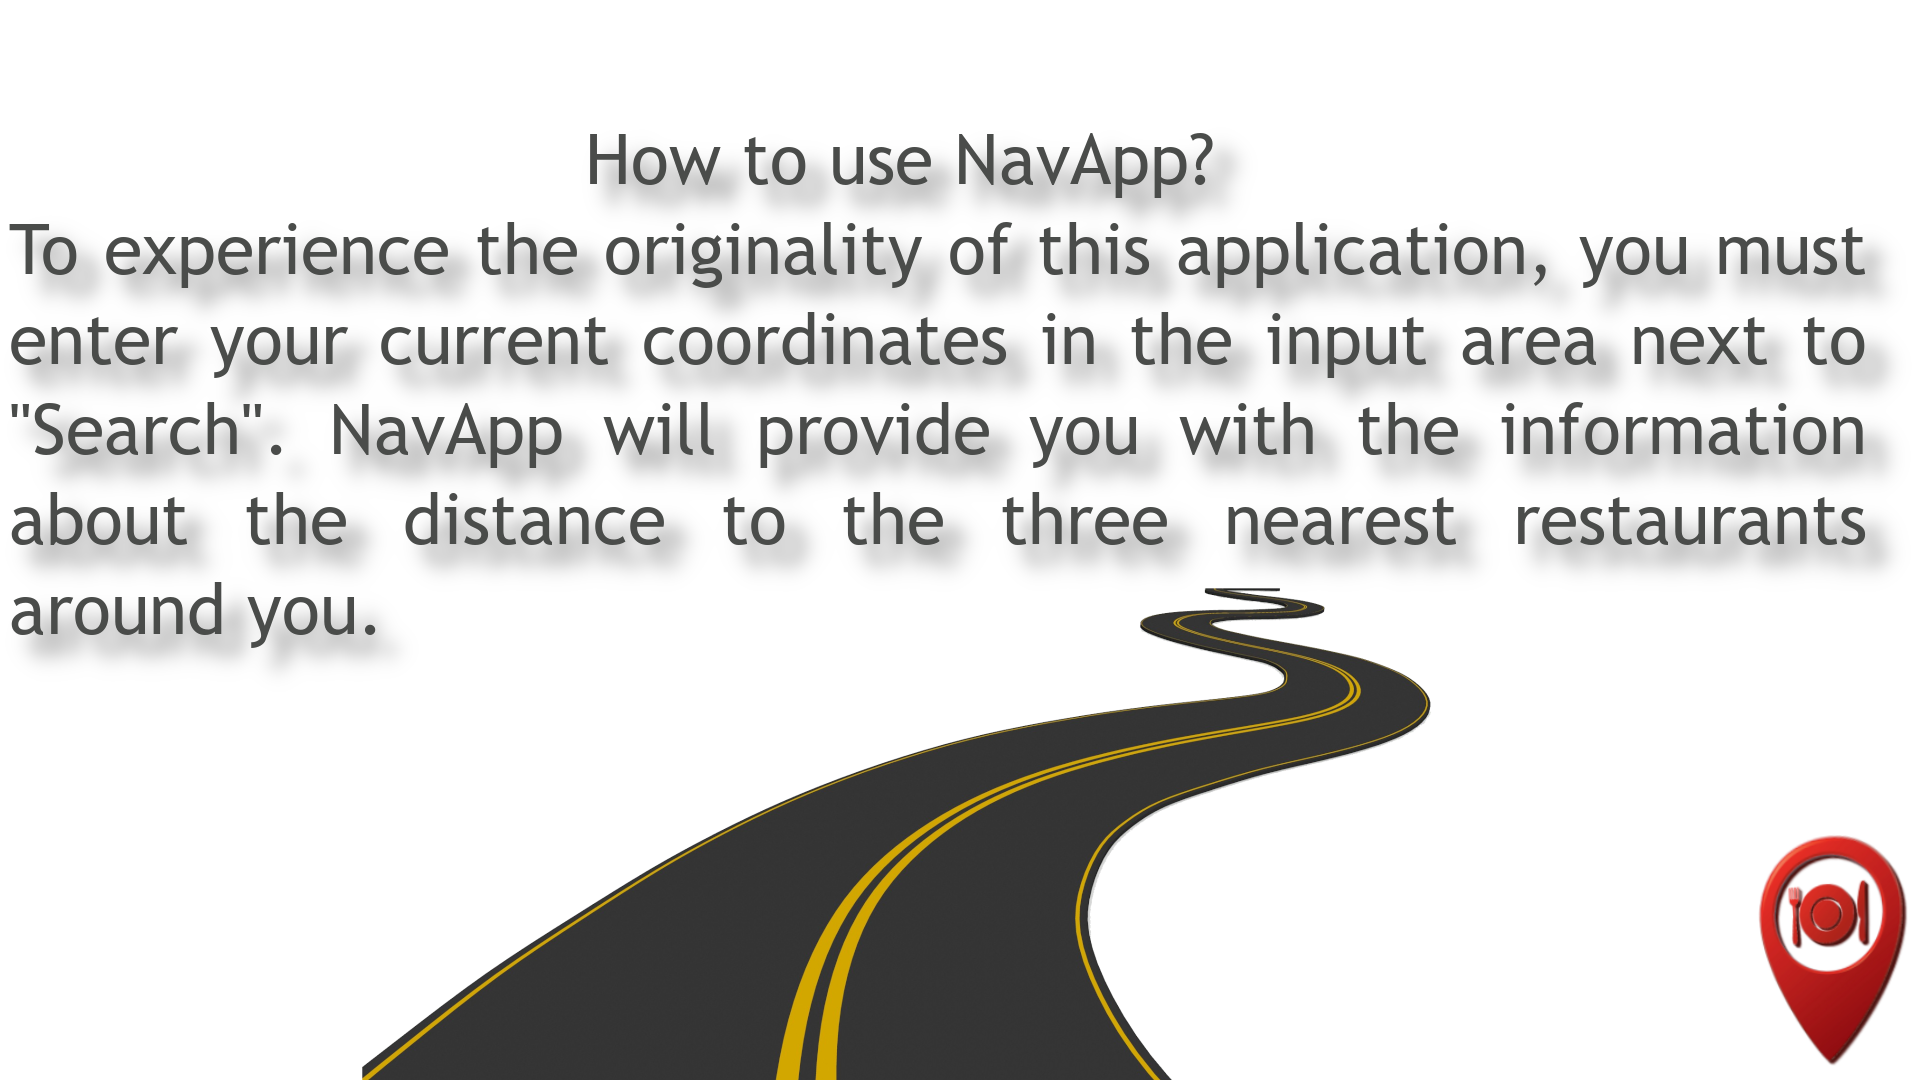 How to use NavApp?
To experience the originality of this application, you must
enter your current coordinates in the input area next to
"Search". NavApp will provide you with the information
about the distance to the three nearest restaurants
around you.